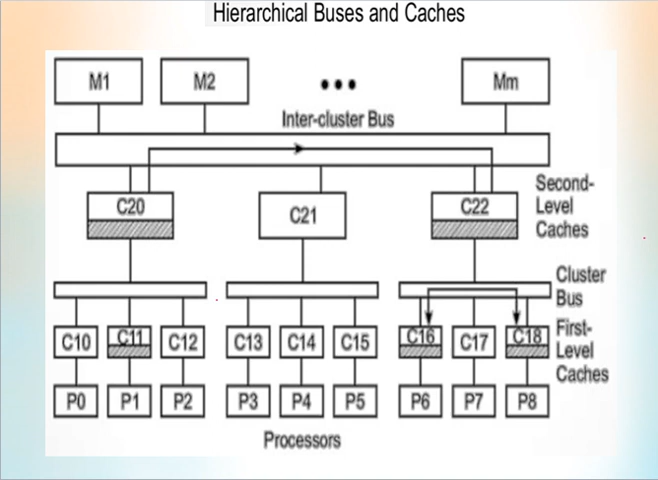 Hierarchical Buses and Caches
M1 M2 ••• Mm
Inter-cluster Bus
C20 C21 C22
Second-
Level
Caches
Cluster
Bus
C10 C11 C12 C13 C14 C15 C16 C17 C18
First-
Level
Caches
P0 P1 P2 P3 P4 P5 P6 P7 P8
Processors